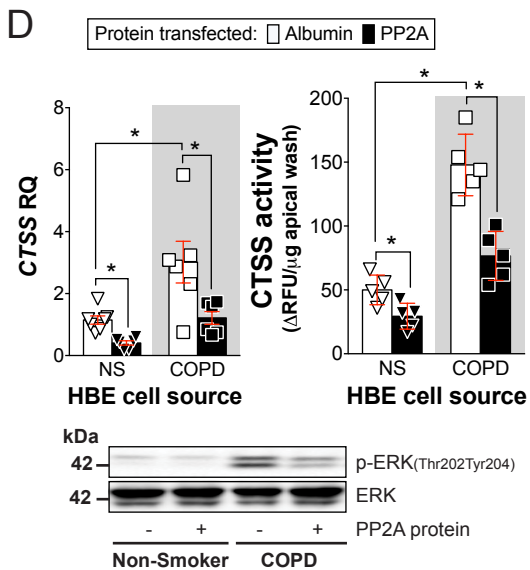 D
Protein transfected: Albumin PP2A
CTSS RQ
8
6
4
2
0
*
*
*
NS COPD
HBE cell source
CTSS activity
(ΔRFU/µg apical wash)
200
150
100
50
0
*
*
*
NS COPD
HBE cell source
kDa
42
p-ERK(Thr202Tyr204)
42
ERK
- + - + PP2A protein
Non-Smoker COPD